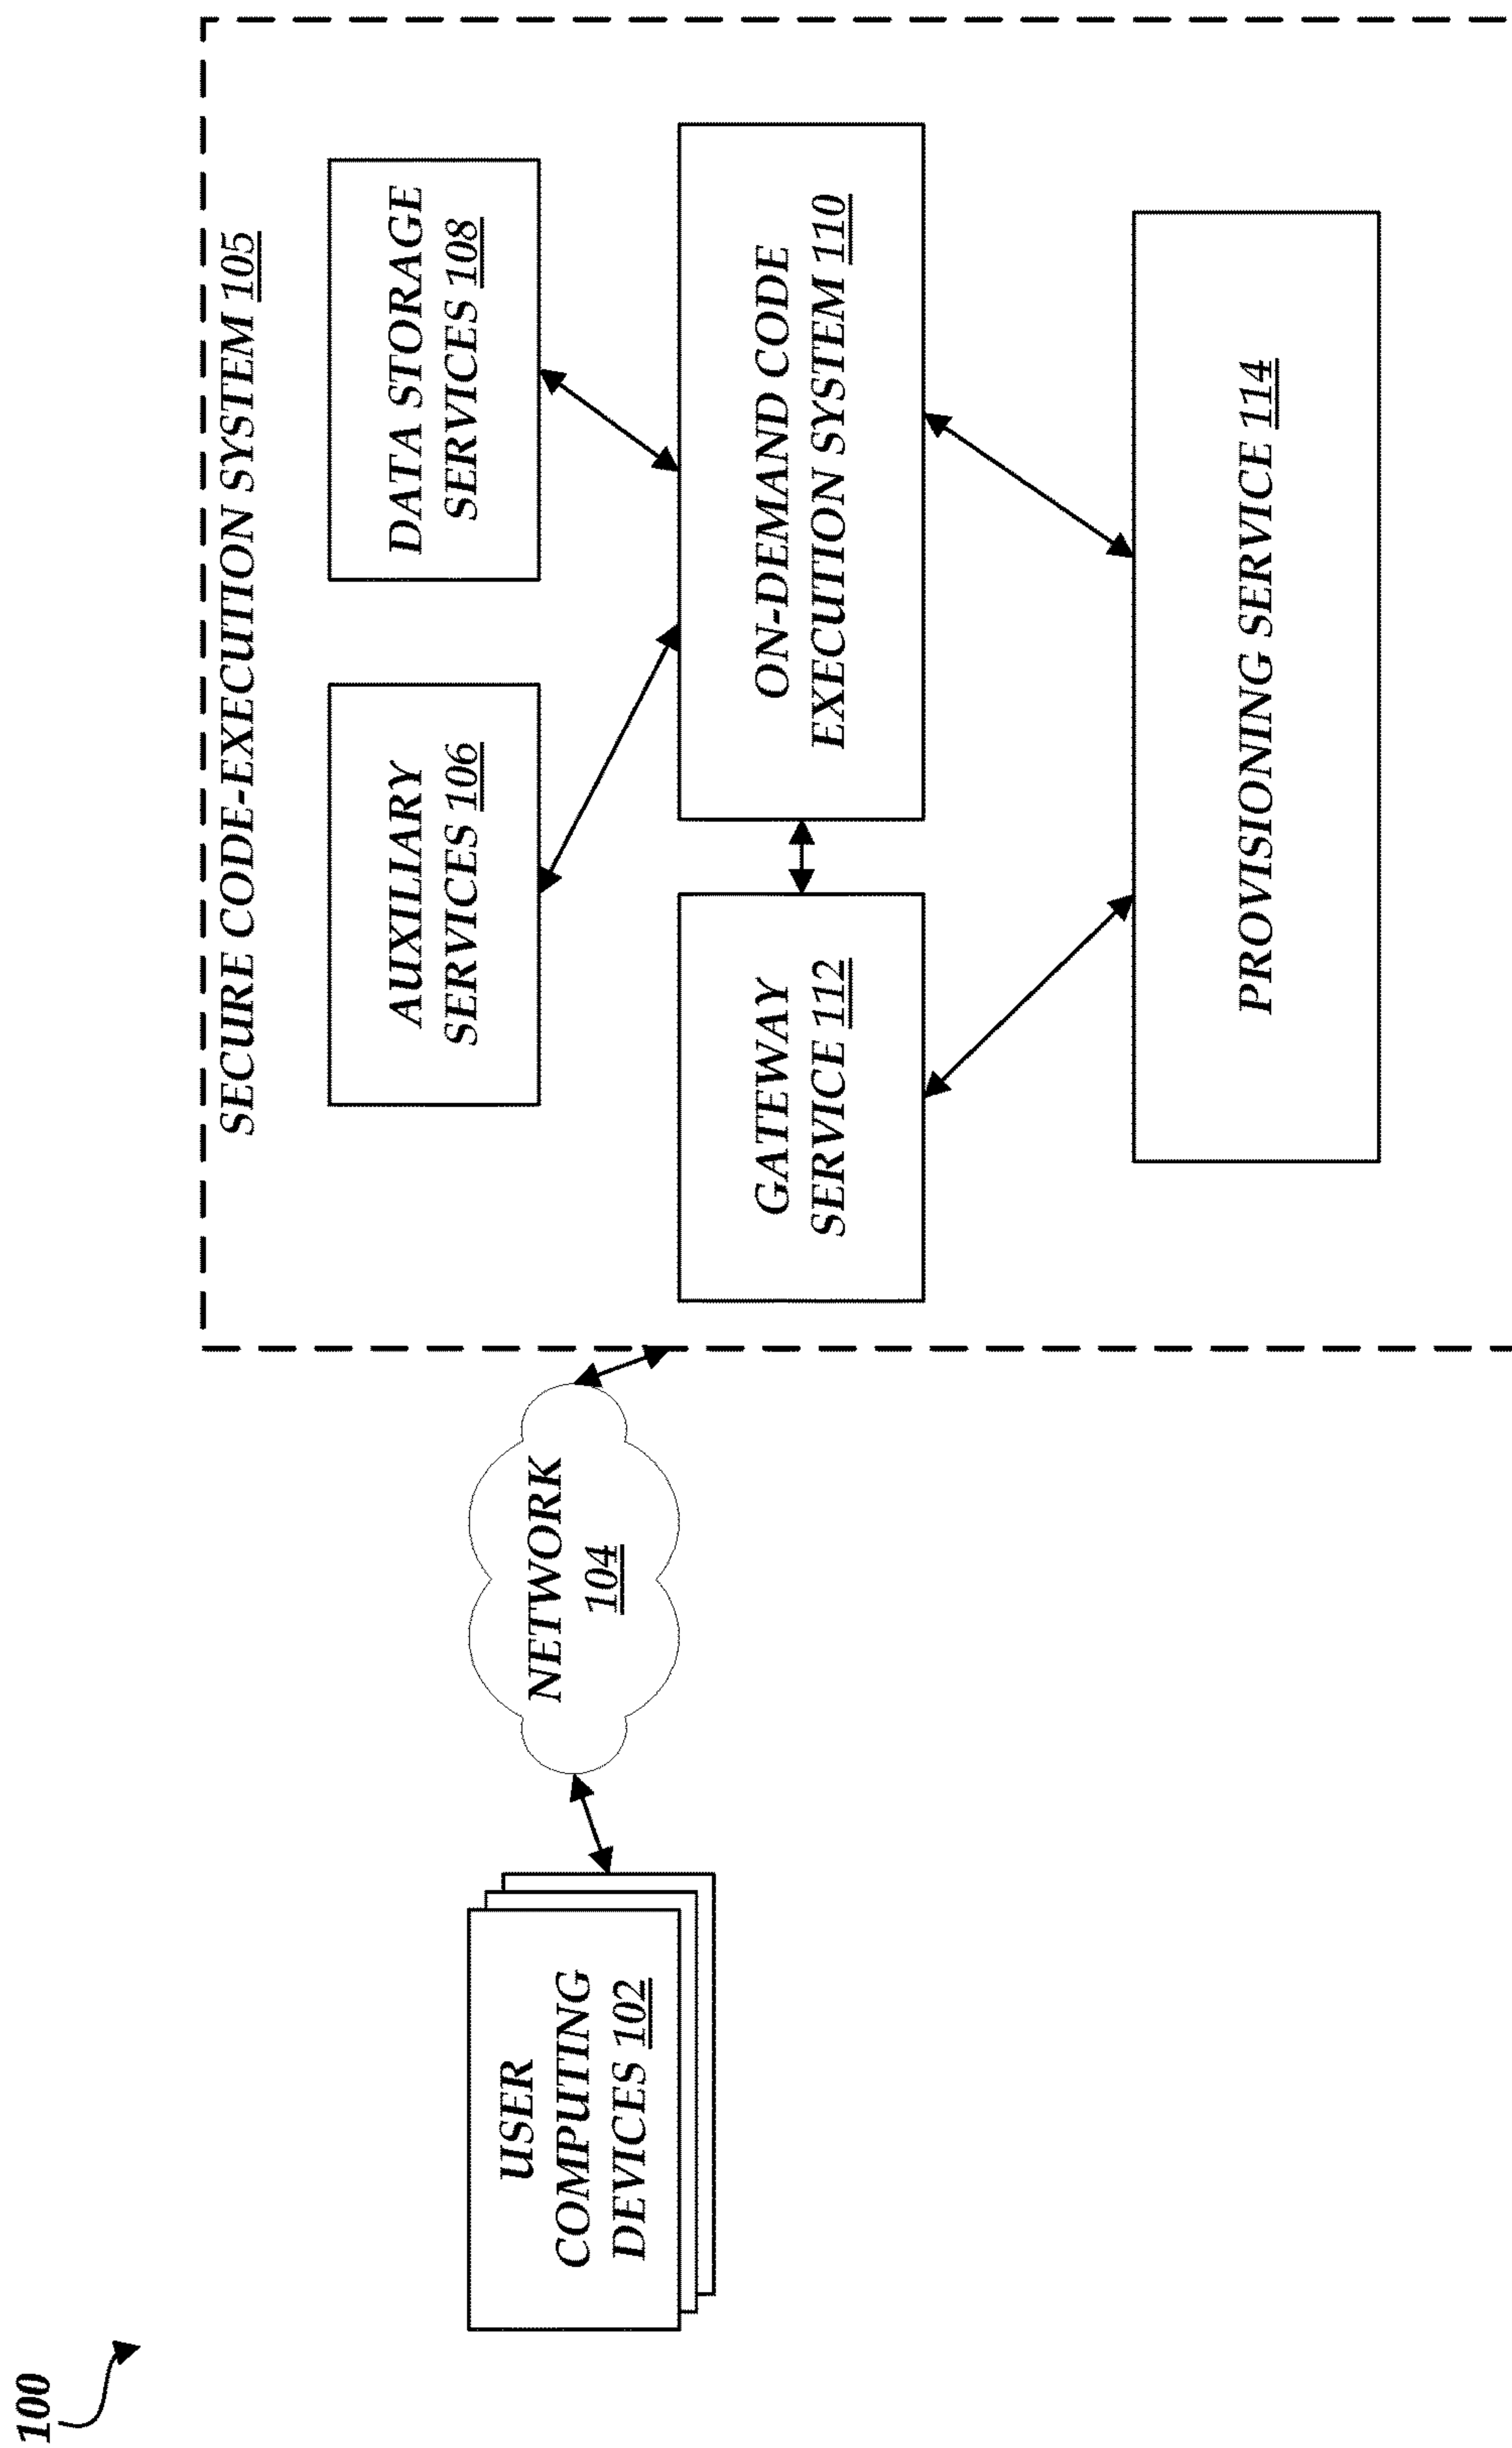 100
USER
COMPUTING
DEVICES 102
NETWORK
104
SECURE CODE-EXECUTION SYSTEM 105
AUXILIARY
SERVICES 106
DATA STORAGE
SERVICES 108
GATEWAY
SERVICE 112
ON-DEMAND CODE
EXECUTION SYSTEM 110
PROVISIONING SERVICE 114